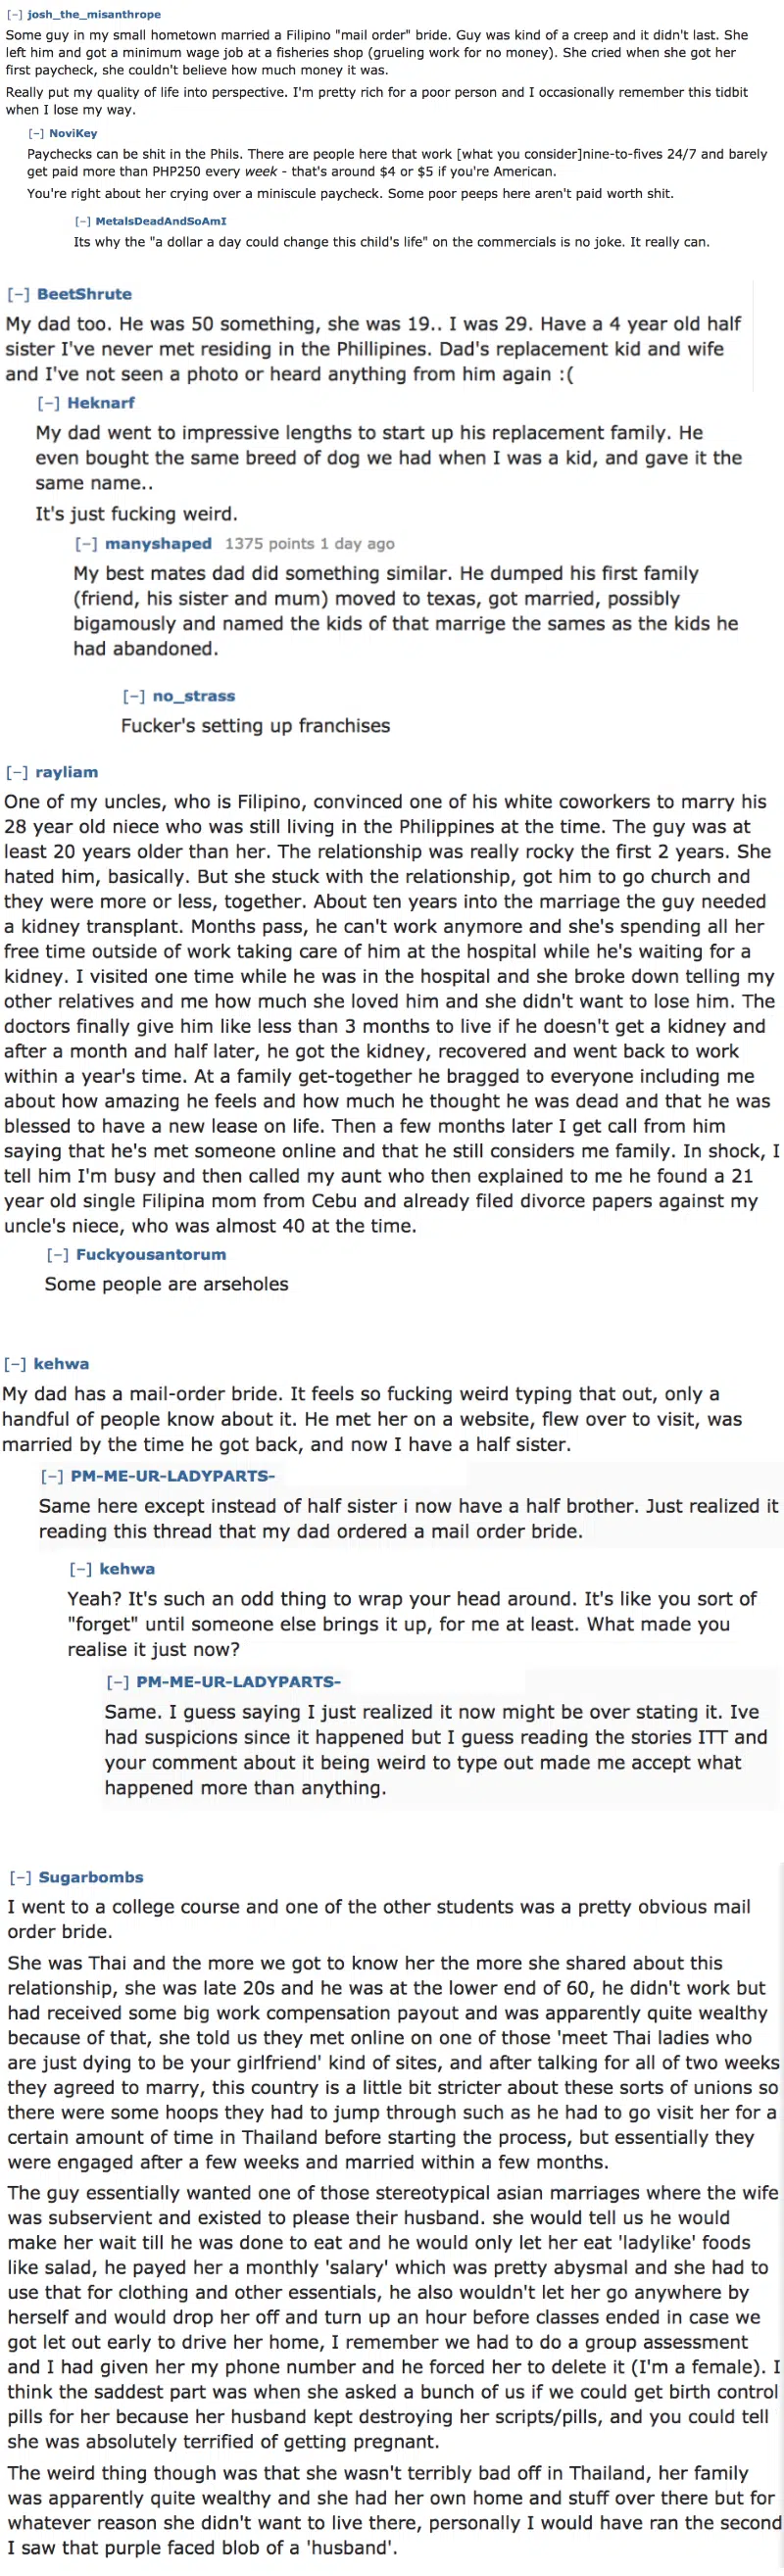 [-] josh_the_misanthrope
Some guy in my small hometown married a Filipino "mail order" bride. Guy was kind of a creep and it didn't last. She
left him and got a minimum wage job at a fisheries shop (grueling work for no money). She cried when she got her
first paycheck, she couldn't believe how much money it was.
Really put my quality of life into perspective. I'm pretty rich for a poor person and I occasionally remember this tidbit
when I lose my way.
[-] NoviKey
Paychecks can be shit in the Phils. There are people here that work [what you consider]nine-to-fives 24/7 and barely
get paid more than PHP250 every week - that's around $4 or $5 if you're American.
You're right about her crying over a miniscule paycheck. Some poor peeps here aren't paid worth shit.
[-] MetalsDeadAndSoAmI
Its why the "a dollar a day could change this child's life" on the commercials is no joke. It really can.
[-] BeetShrute
My dad too. He was 50 something, she was 19.. I was 29. Have a 4 year old half
sister I've never met residing in the Phillipines. Dad's replacement kid and wife
and I've not seen a photo or heard anything from him again :(
[-] Heknarf
My dad went to impressive lengths to start up his replacement family. He
even bought the same breed of dog we had when I was a kid, and gave it the
same name..
It's just fucking weird.
[-] manyshaped 1375 points 1 day ago
My best mates dad did something similar. He dumped his first family
(friend, his sister and mum) moved to texas, got married, possibly
bigamously and named the kids of that marrige the sames as the kids he
had abandoned.
[-] no_strass
Fucker's setting up franchises
[-] rayliam
One of my uncles, who is Filipino, convinced one of his white coworkers to marry his
28 year old niece who was still living in the Philippines at the time. The guy was at
least 20 years older than her. The relationship was really rocky the first 2 years. She
hated him, basically. But she stuck with the relationship, got him to go church and
they were more or less, together. About ten years into the marriage the guy needed
a kidney transplant. Months pass, he can't work anymore and she's spending all her
free time outside of work taking care of him at the hospital while he's waiting for a
kidney. I visited one time while he was in the hospital and she broke down telling my
other relatives and me how much she loved him and she didn't want to lose him. The
doctors finally give him like less than 3 months to live if he doesn't get a kidney and
after a month and half later, he got the kidney, recovered and went back to work
within a year's time. At a family get-together he bragged to everyone including me
about how amazing he feels and how much he thought he was dead and that he was
blessed to have a new lease on life. Then a few months later I get call from him
saying that he's met someone online and that he still considers me family. In shock, I
tell him I'm busy and then called my aunt who then explained to me he found a 21
year old single Filipina mom from Cebu and already filed divorce papers against my
uncle's niece, who was almost 40 at the time.
[-] Fuckyousantorum
Some people are arseholes
[-] kehwa
My dad has a mail-order bride. It feels so fucking weird typing that out, only a
handful of people know about it. He met her on a website, flew over to visit, was
married by the time he got back, and now I have a half sister.
[-] PM-ME-UR-LADYPARTS-
Same here except instead of half sister i now have a half brother. Just realized it
reading this thread that my dad ordered a mail order bride.
[-] kehwa
Yeah? It's such an odd thing to wrap your head around. It's like you sort of
"forget" until someone else brings it up, for me at least. What made you
realise it just now?
[-] PM-ME-UR-LADYPARTS-
Same. I guess saying I just realized it now might be over stating it. Ive
had suspicions since it happened but I guess reading the stories ITT and
your comment about it being weird to type out made me accept what
happened more than anything.
[-] Sugarbombs
I went to a college course and one of the other students was a pretty obvious mail
order bride.
She was Thai and the more we got to know her the more she shared about this
relationship, she was late 20s and he was at the lower end of 60, he didn't work but
had received some big work compensation payout and was apparently quite wealthy
because of that, she told us they met online on one of those 'meet Thai ladies who
are just dying to be your girlfriend' kind of sites, and after talking for all of two weeks
they agreed to marry, this country is a little bit stricter about these sorts of unions so
there were some hoops they had to jump through such as he had to go visit her for a
certain amount of time in Thailand before starting the process, but essentially they
were engaged after a few weeks and married within a few months.
The guy essentially wanted one of those stereotypical asian marriages where the wife
was subservient and existed to please their husband. she would tell us he would
make her wait till he was done to eat and he would only let her eat 'ladylike' foods
like salad, he payed her a monthly 'salary' which was pretty abysmal and she had to
use that for clothing and other essentials, he also wouldn't let her go anywhere by
herself and would drop her off and turn up an hour before classes ended in case we
got let out early to drive her home, I remember we had to do a group assessment
and I had given her my phone number and he forced her to delete it (I'm a female). I
think the saddest part was when she asked a bunch of us if we could get birth control
pills for her because her husband kept destroying her scripts/pills, and you could tell
she was absolutely terrified of getting pregnant.
The weird thing though was that she wasn't terribly bad off in Thailand, her family
was apparently quite wealthy and she had her own home and stuff over there but for
whatever reason she didn't want to live there, personally I would have ran the second
I saw that purple faced blob of a 'husband'.